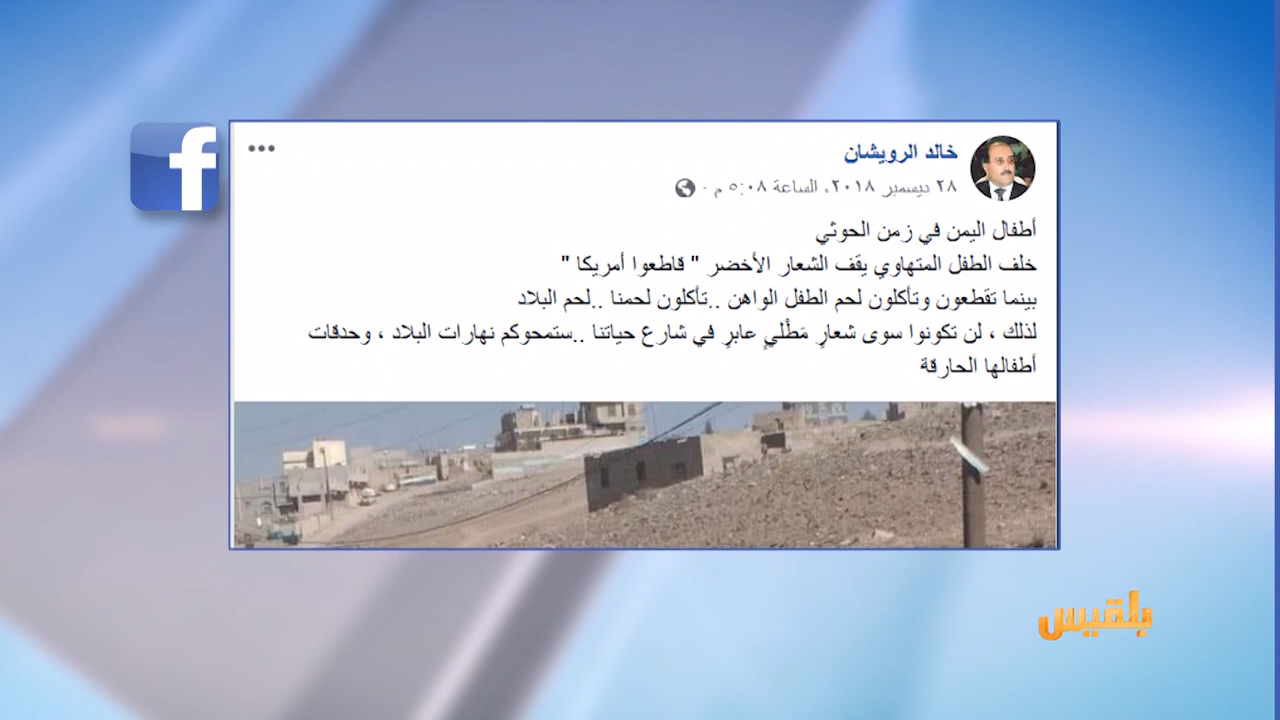 خالد الرويشان
٢٨ ديسمبر ٢٠١٨، الساعة ٥:٠٨ م ·
أطفال اليمن في زمن الحوثي
خلف الطفل المتهاوي يقف الشعار الأخضر " قاطعوا أمريكا "
بينما تقطعون وتأكلون لحم الطفل الواهن ..تأكلون لحمنا ..لحم البلاد
لذلك ، لن تكونوا سوى شعارٍ مَطْليٍ عابرٍ في شارع حياتنا ..ستمحوكم نهارات البلاد ، وحدقات
أطفالها الحارقة
بلقيس